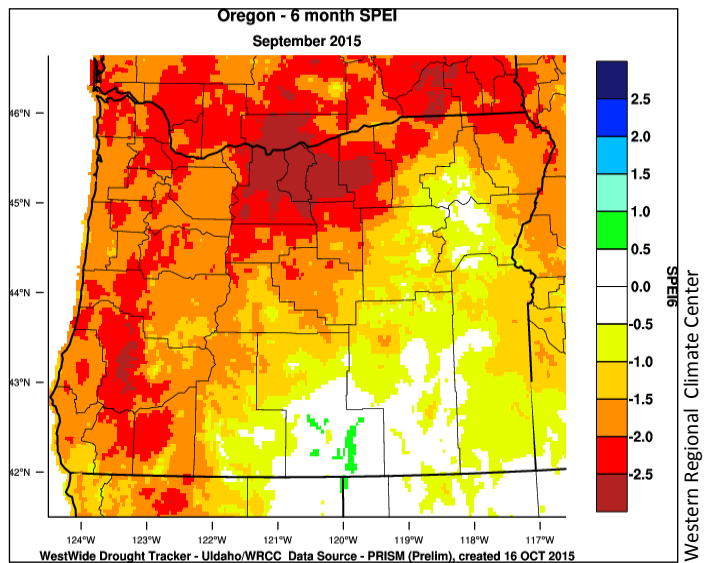 Oregon - 6 month SPEI
September 2015
46°N
45°N
44°N
43°N
42°N
124°W 123°W 122°W 121°W 120°W 119°W 118°W 117°W
2.5
2.0
1.5
1.0
0.5
0.0
-0.5
-1.0
-1.5
-2.0
-2.5
SPEI6
Western Regional Climate Center
WestWide Drought Tracker - UIdaho/WRCC Data Source - PRISM (Prelim), created 16 OCT 2015